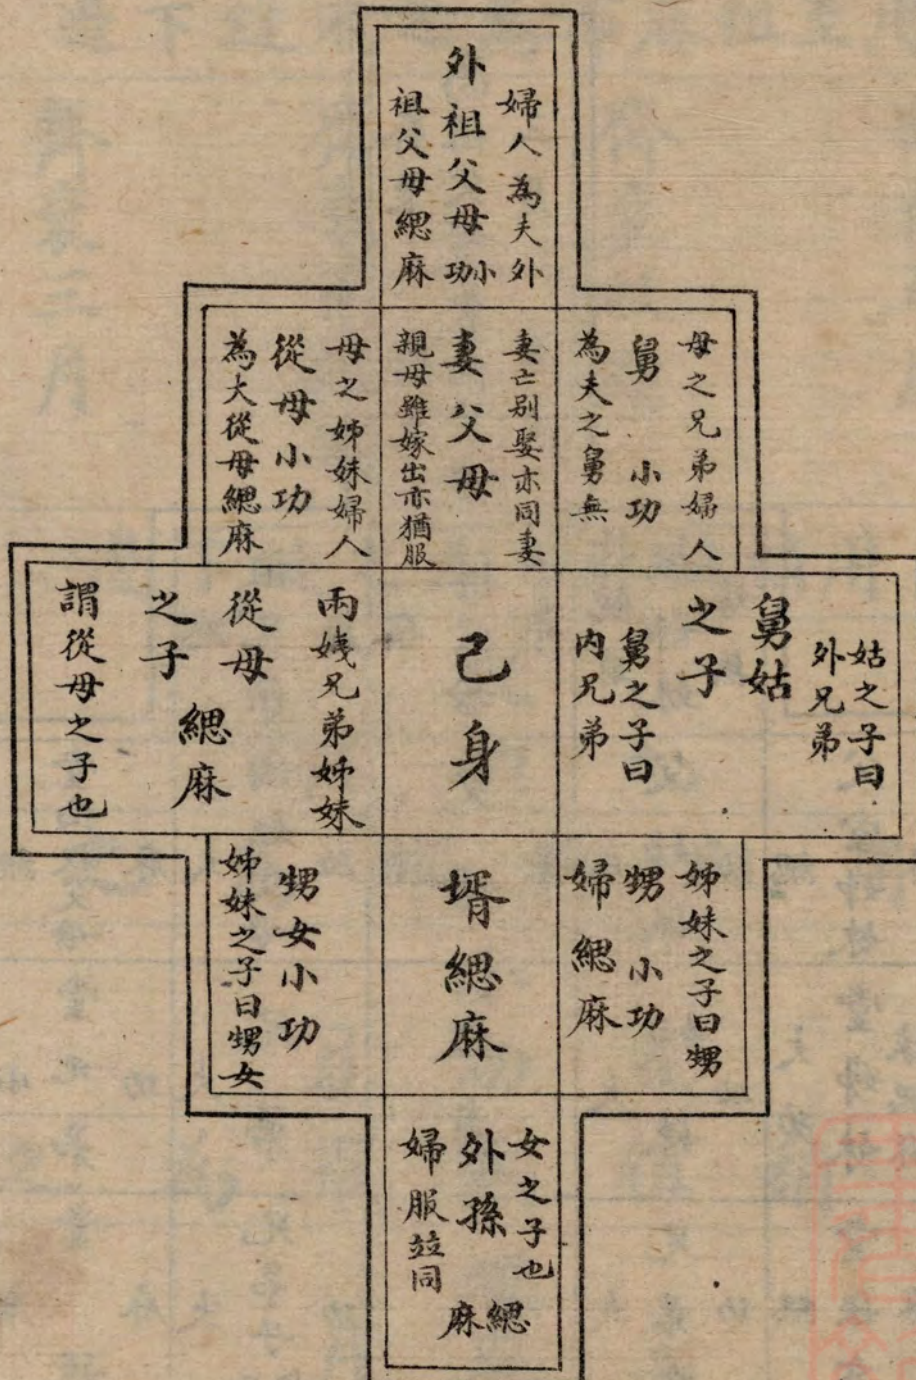 婦人為夫外
外祖父母小功
祖父母緦麻
母之兄弟婦人
舅 小功
為夫之舅無
妻亡別娶亦同妻
妻父母
親母雖嫁出亦猶服
母之姊妹婦人
從母小功
為大從母緦麻
姑之子曰
外兄弟
舅姑
之子
舅之子曰
內兄弟
己身
兩姨兄弟姊妹
從母
之子
緦麻
謂從母之子也
姊妹之子曰甥
甥 小功
婦緦麻
壻緦麻
甥女小功
姊妹之子曰甥女
女之子也
外孫
緦麻
婦服並同